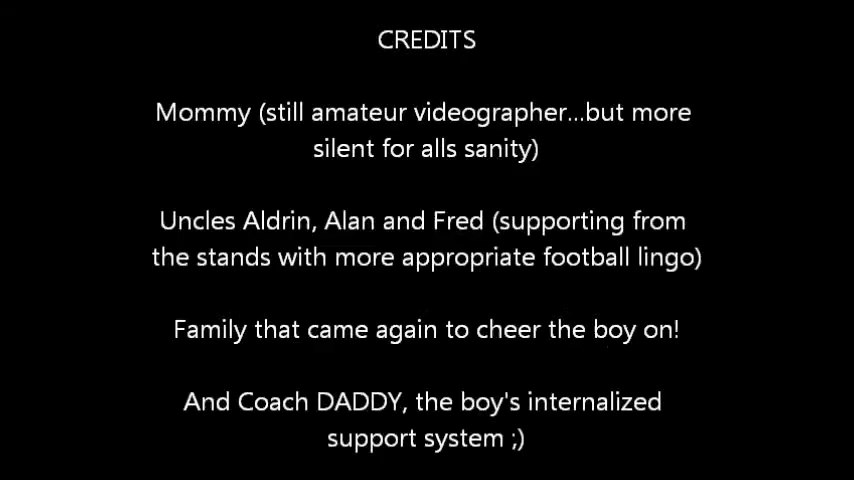 CREDITS
Mommy (still amateur videographer...but more
silent for alls sanity)
Uncles Aldrin, Alan and Fred (supporting from
the stands with more appropriate football lingo)
Family that came again to cheer the boy on!
And Coach DADDY, the boy's internalized
support system ;)